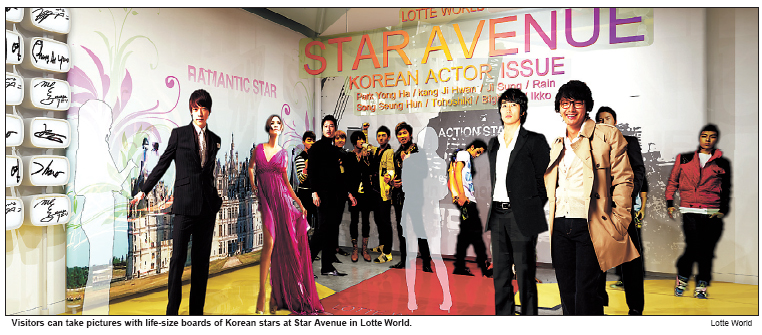 LOTTE WORLD
STAR AVENUE
KOREAN ACTOR ISSUE
Park Yong Ha / kang Ji Hwan / Ji Sung / Rain
Song Seung Hun / Tohoshiki / Ikko
RAMANTIC STAR
ACTION STAR
Visitors can take pictures with life-size boards of Korean stars at Star Avenue in Lotte World.
Lotte World